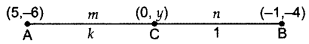 (5,-6) m (0, y) n (-1,-4)
A k C 1 B